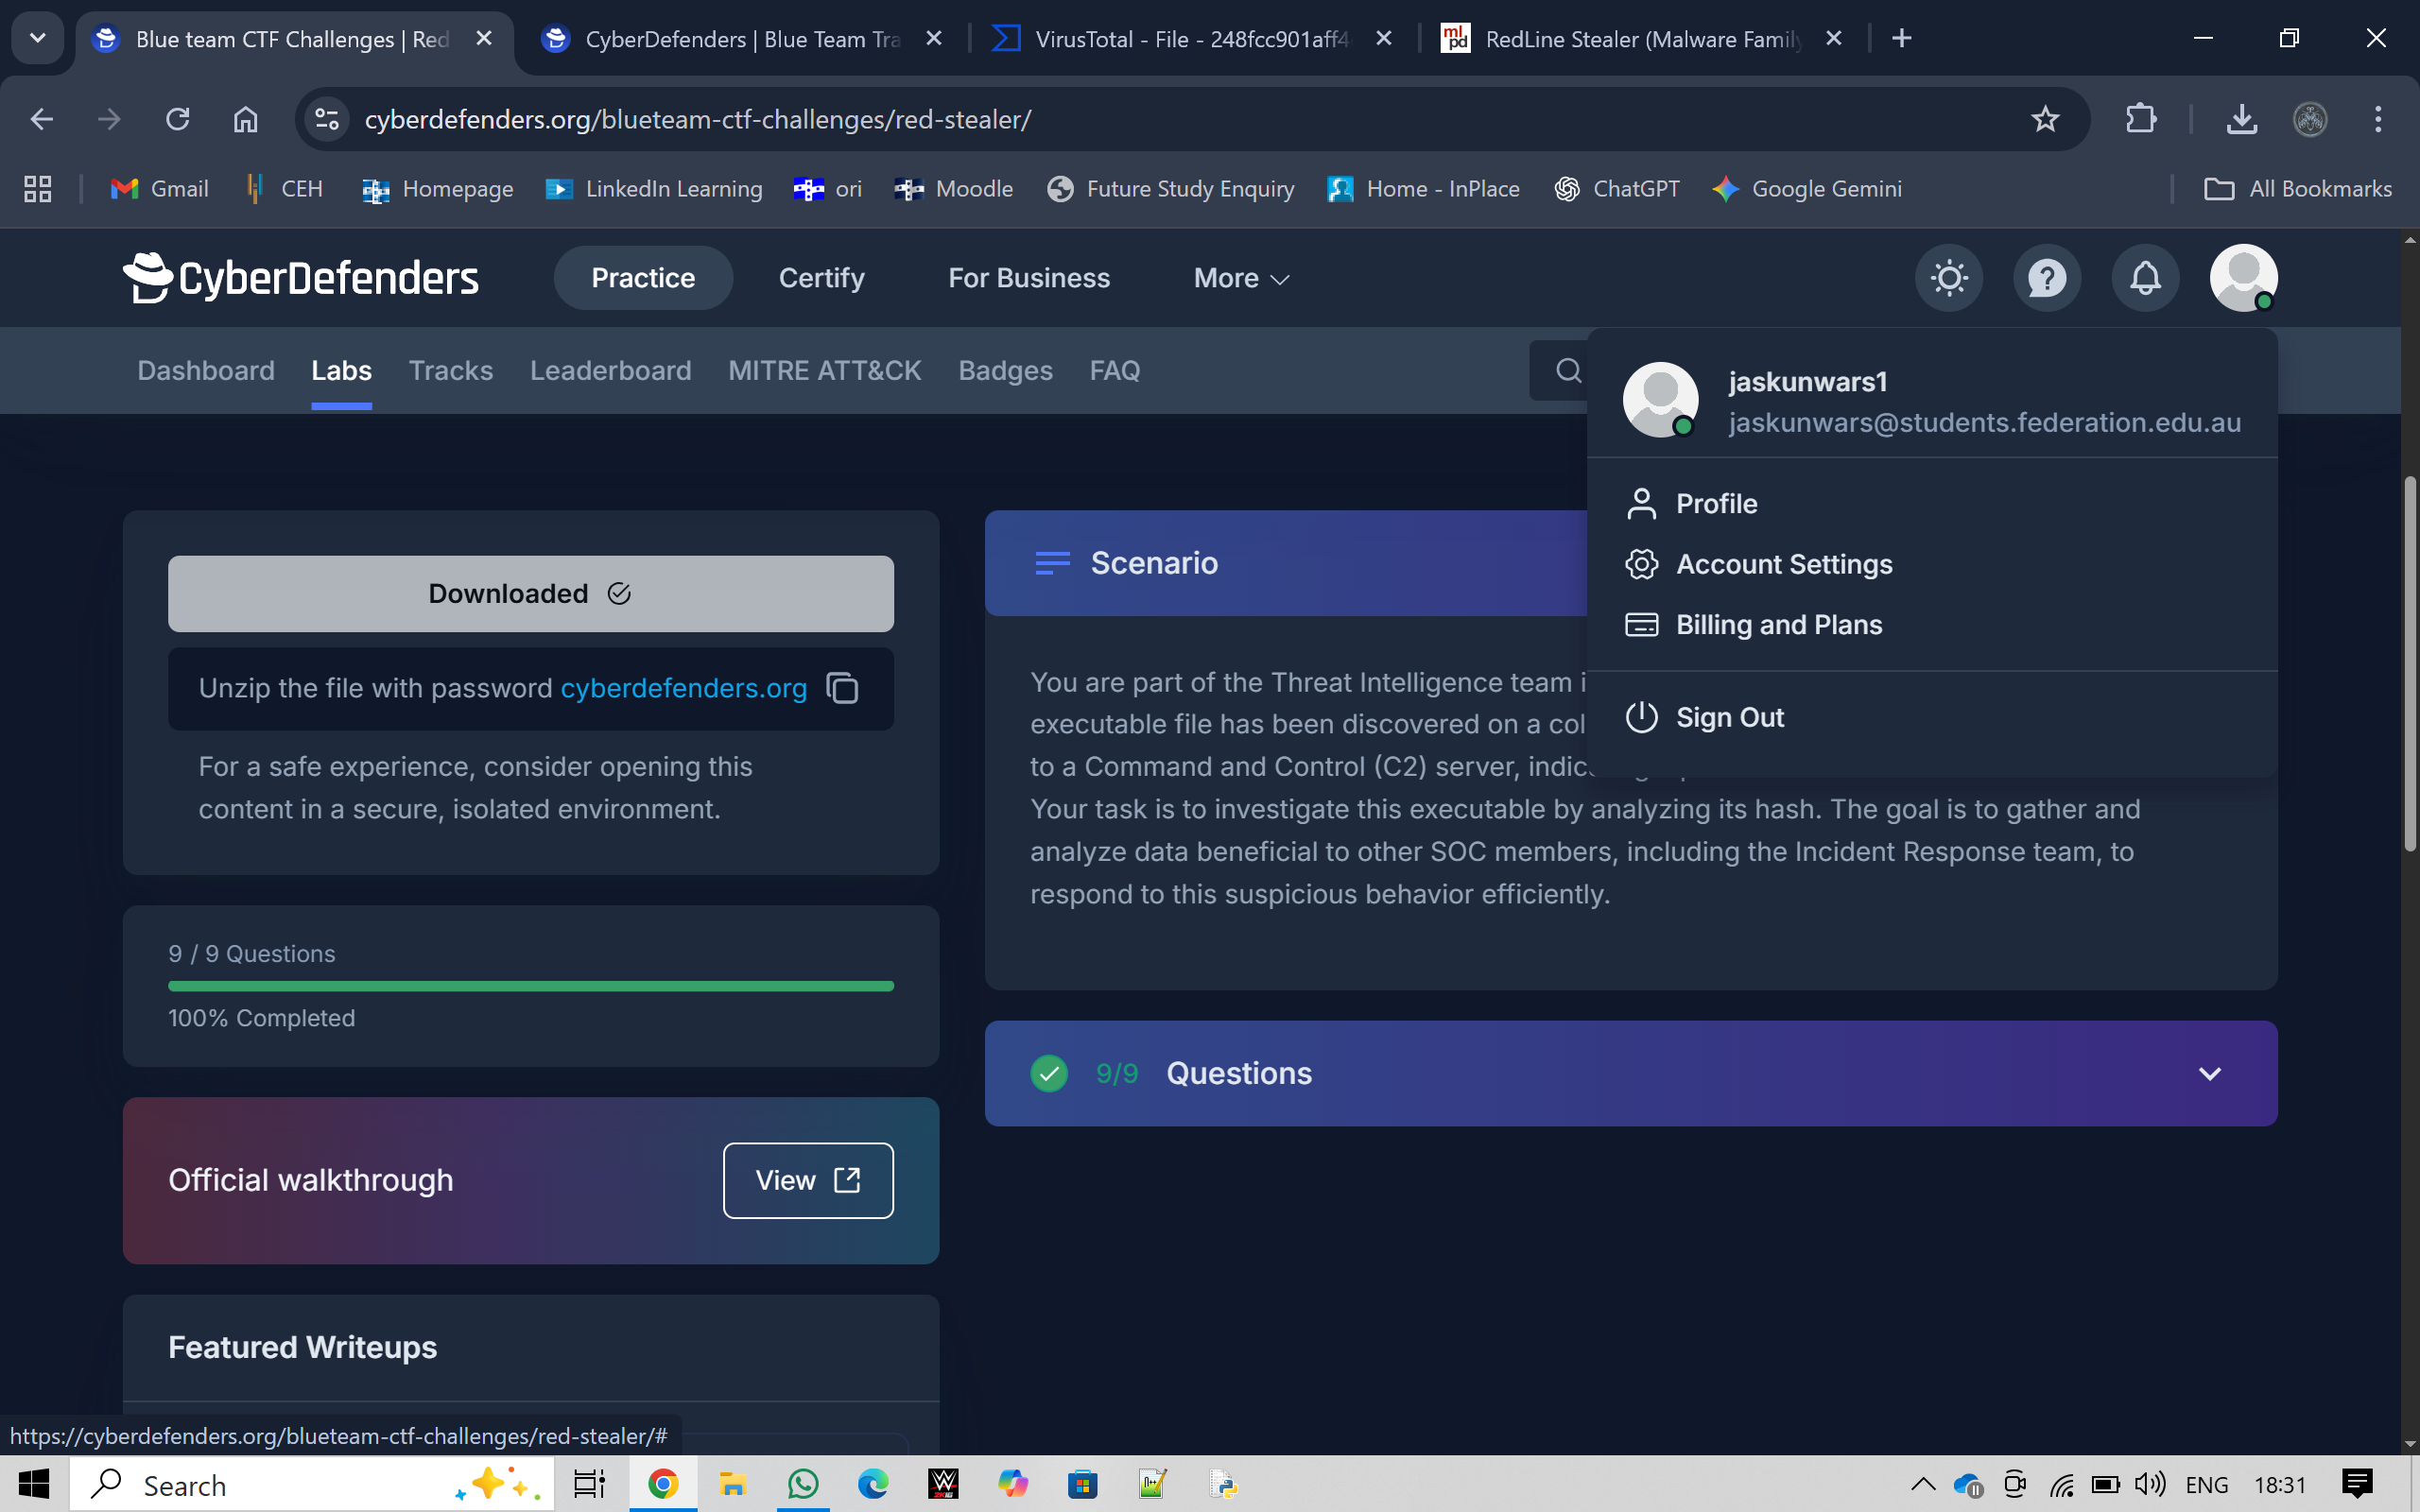 Blue team CTF Challenges | Red
CyberDefenders | Blue Team Tra
VirusTotal - File - 248fcc901aff4
mlpd
RedLine Stealer (Malware Family
cyberdefenders.org/blueteam-ctf-challenges/red-stealer/
Gmail
CEH
Homepage
LinkedIn Learning
ori
Moodle
Future Study Enquiry
Home - InPlace
ChatGPT
Google Gemini
All Bookmarks
CyberDefenders
Practice
Certify
For Business
More
Dashboard
Labs
Tracks
Leaderboard
MITRE ATT&CK
Badges
FAQ
jaskunwars1
jaskunwars@students.federation.edu.au
Profile
Account Settings
Billing and Plans
Sign Out
Downloaded
Unzip the file with password cyberdefenders.org
For a safe experience, consider opening this
content in a secure, isolated environment.
9 / 9 Questions
100% Completed
Official walkthrough
View
Featured Writeups
Scenario
You are part of the Threat Intelligence team i
executable file has been discovered on a col
to a Command and Control (C2) server, indic
Your task is to investigate this executable by analyzing its hash. The goal is to gather and
analyze data beneficial to other SOC members, including the Incident Response team, to
respond to this suspicious behavior efficiently.
9/9 Questions
https://cyberdefenders.org/blueteam-ctf-challenges/red-stealer/#
Search
ENG
18:31